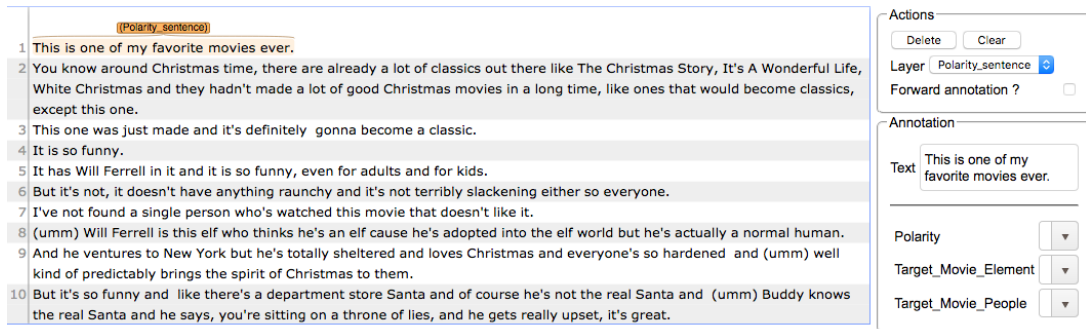 (Polarity_sentence)
1 This is one of my favorite movies ever.
2 You know around Christmas time, there are already a lot of classics out there like The Christmas Story, It's A Wonderful Life,
White Christmas and they hadn't made a lot of good Christmas movies in a long time, like ones that would become classics,
except this one.
3 This one was just made and it's definitely gonna become a classic.
4 It is so funny.
5 It has Will Ferrell in it and it is so funny, even for adults and for kids.
6 But it's not, it doesn't have anything raunchy and it's not terribly slackening either so everyone.
7 I've not found a single person who's watched this movie that doesn't like it.
8 (umm) Will Ferrell is this elf who thinks he's an elf cause he's adopted into the elf world but he's actually a normal human.
9 And he ventures to New York but he's totally sheltered and loves Christmas and everyone's so hardened and (umm) well
kind of predictably brings the spirit of Christmas to them.
10 But it's so funny and like there's a department store Santa and of course he's not the real Santa and (umm) Buddy knows
the real Santa and he says, you're sitting on a throne of lies, and he gets really upset, it's great.
Actions
Delete Clear
Layer Polarity_sentence
Forward annotation ?
Annotation
Text This is one of my
favorite movies ever.
Polarity
Target_Movie_Element
Target_Movie_People